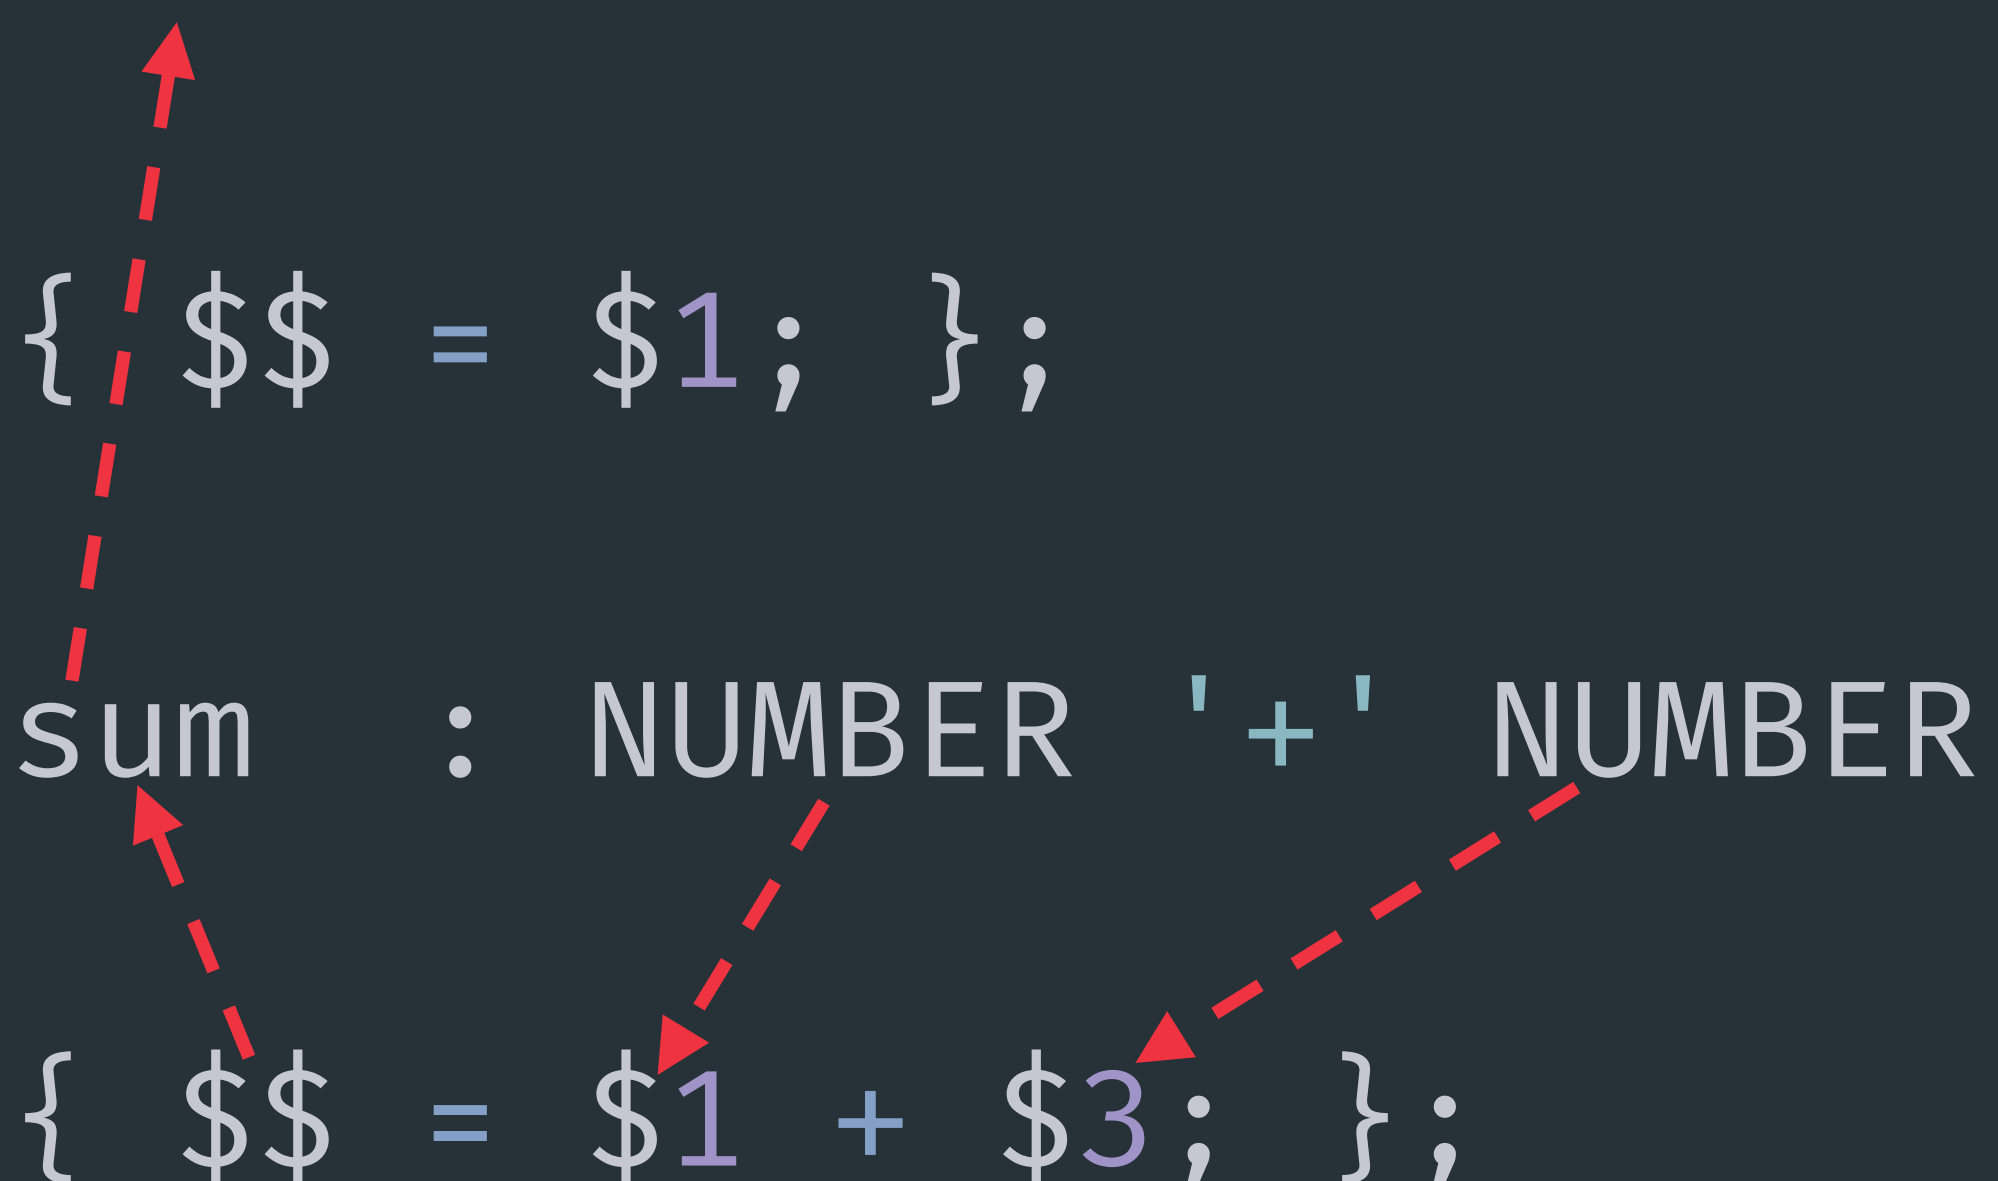 { $$ = $1; };
sum : NUMBER '+' NUMBER
{ $$ = $1 + $3; };